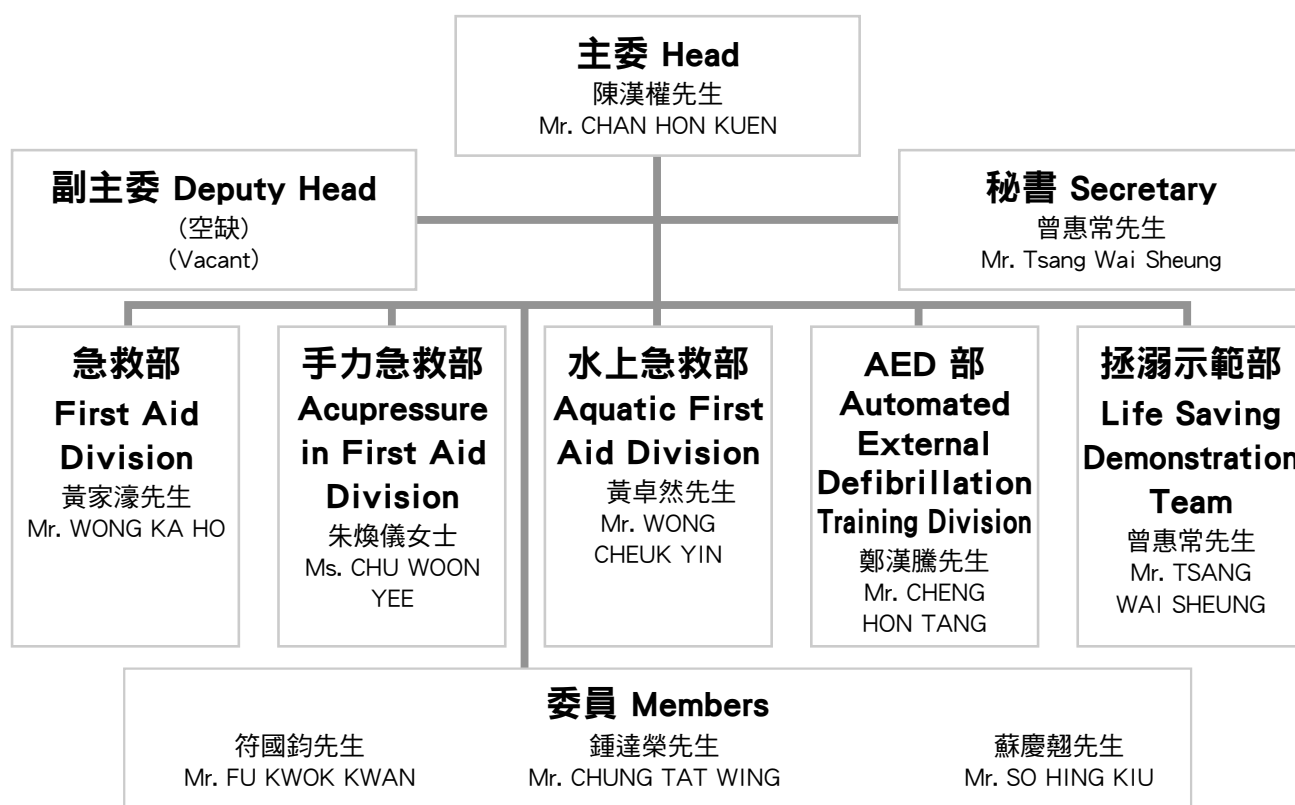 主委 Head
陳漢權先生
Mr. CHAN HON KUEN
副主委 Deputy Head
(空缺)
(Vacant)
秘書 Secretary
曾惠常先生
Mr. Tsang Wai Sheung
急救部
First Aid
Division
黃家濠先生
Mr. WONG KA HO
手力急救部
Acupressure
in First Aid
Division
朱煥儀女士
Ms. CHU WOON
YEE
水上急救部
Aquatic First
Aid Division
黃卓然先生
Mr. WONG
CHEUK YIN
AED 部
Automated
External
Defibrillation
Training Division
鄭漢騰先生
Mr. CHENG
HON TANG
拯溺示範部
Life Saving
Demonstration
Team
曾惠常先生
Mr. TSANG
WAI SHEUNG
委員 Members
符國鈞先生
Mr. FU KWOK KWAN
鍾達榮先生
Mr. CHUNG TAT WING
蘇慶翹先生
Mr. SO HING KIU